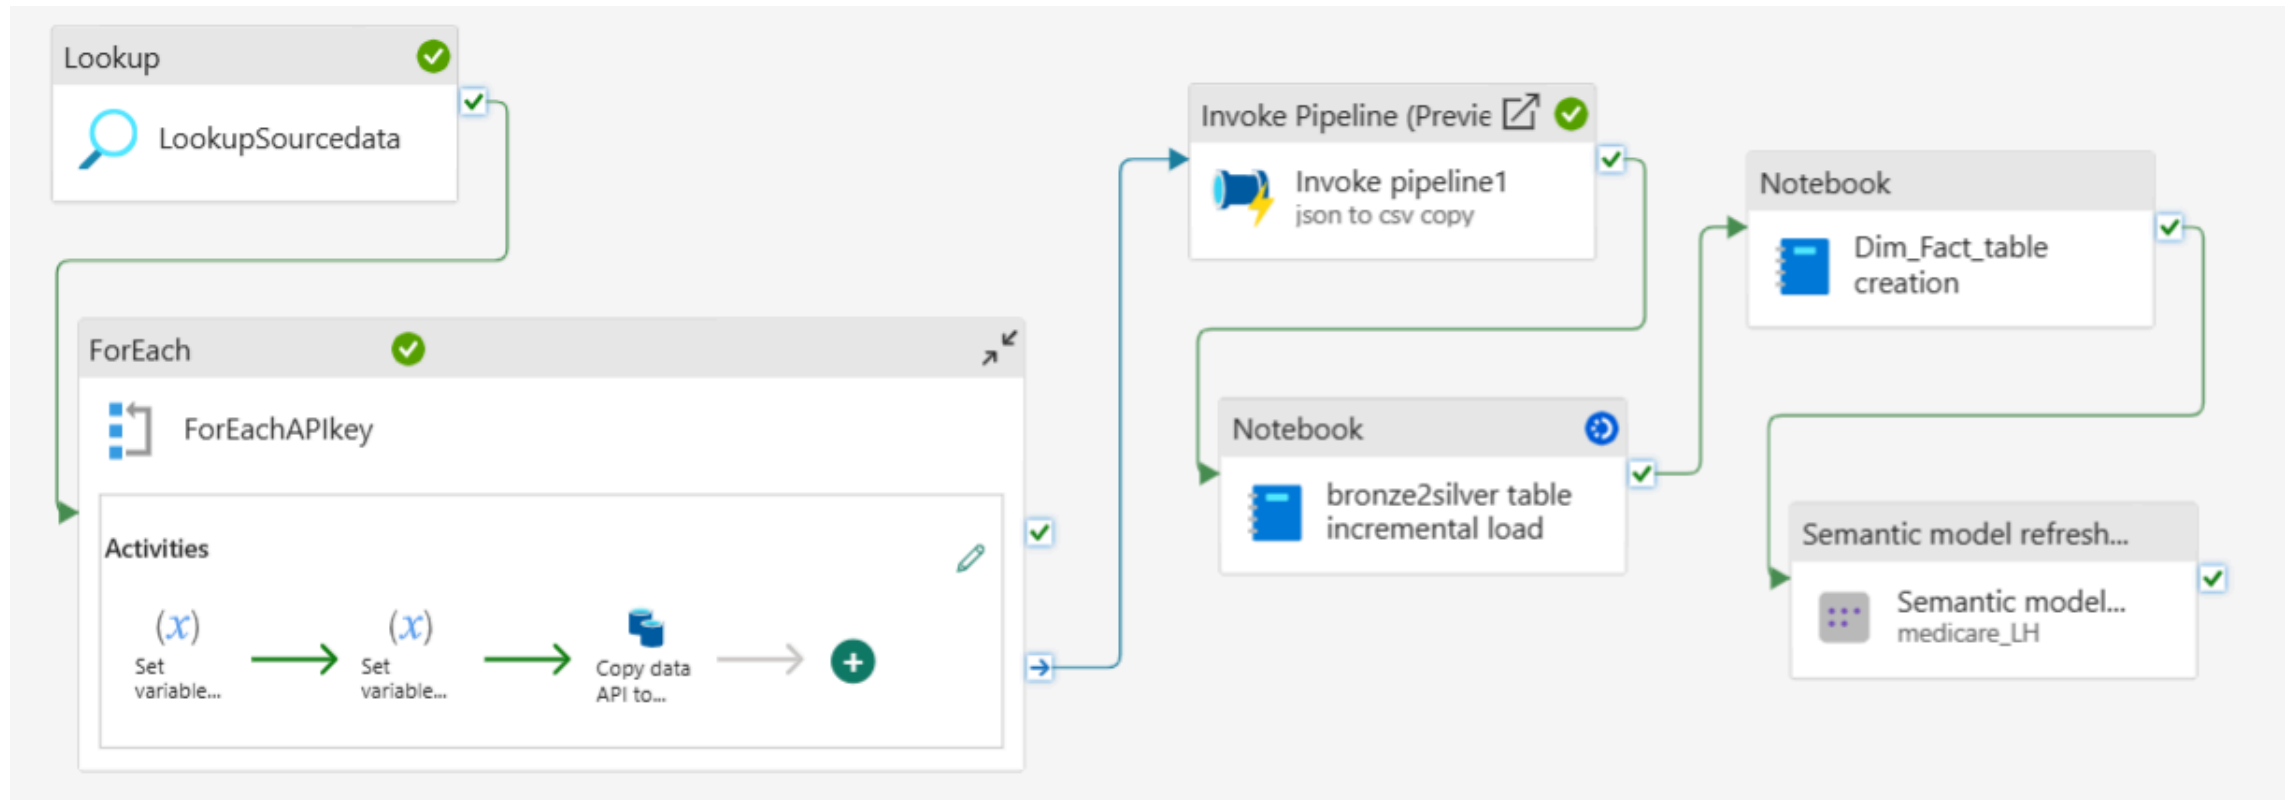 Lookup
LookupSourcedata
ForEach
ForEachAPIkey
Activities
(x)
Set
variable...
(x)
Set
variable...
Copy data
API to...
Invoke Pipeline (Previe
Invoke pipeline1
json to csv copy
Notebook
bronze2silver table
incremental load
Notebook
Dim_Fact_table
creation
Semantic model refresh...
Semantic model...
medicare_LH